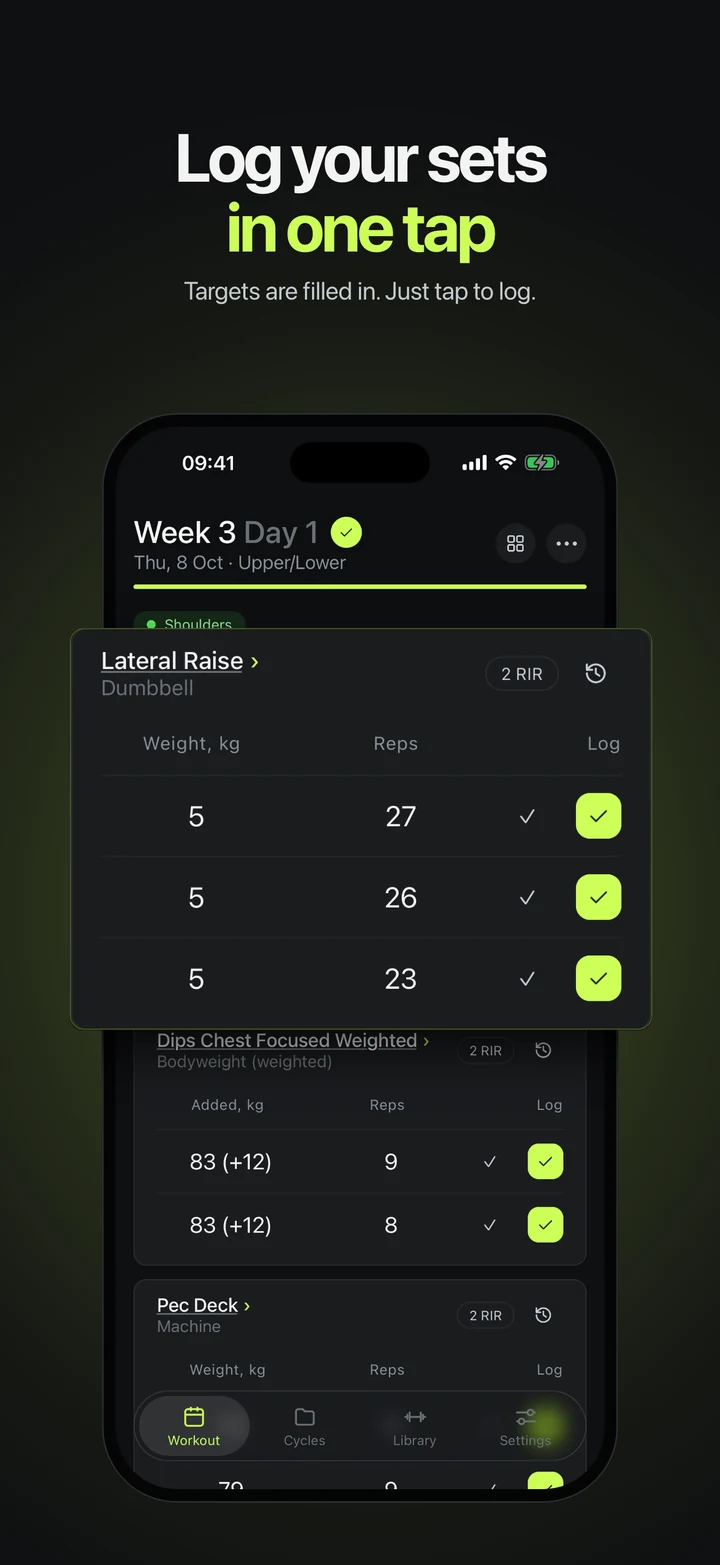 Log your sets
in one tap
Targets are filled in. Just tap to log.
09:41
Week 3 Day 1
Thu, 8 Oct · Upper/Lower
Shoulders
Lateral Raise ›
Dumbbell
2 RIR
Weight, kg Reps Log
5 27
5 26
5 23
Dips Chest Focused Weighted ›
Bodyweight (weighted)
2 RIR
Added, kg Reps Log
83 (+12) 9
83 (+12) 8
Pec Deck ›
Machine
2 RIR
Weight, kg Reps Log
Workout Cycles Library Settings